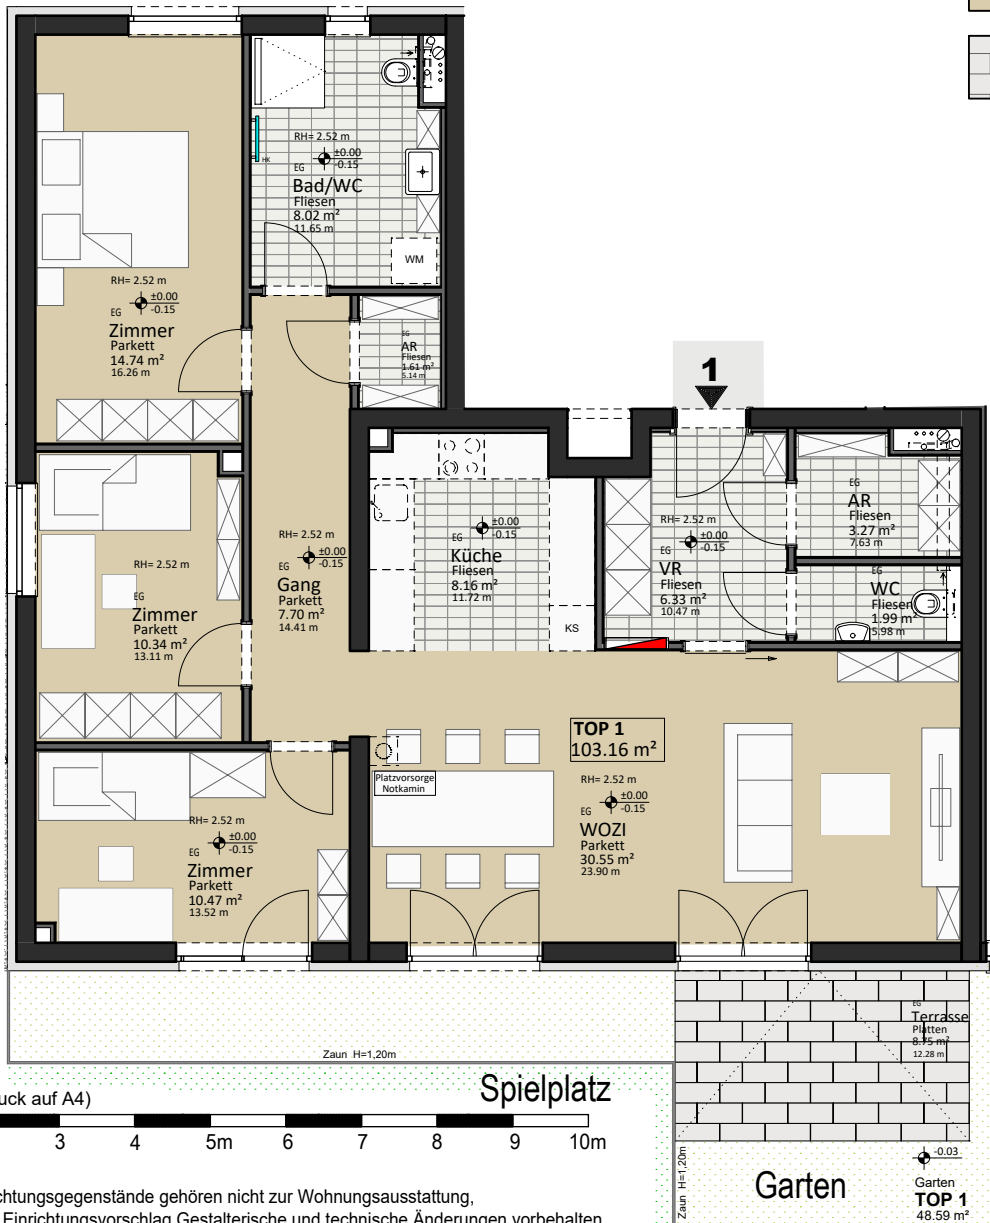 RH= 2.52 m
±0.00
-0.15
EG
Bad/WC
Fliesen
8.02 m²
11.65 m
HK
WM
RH= 2.52 m
±0.00
-0.15
EG
Zimmer
Parkett
14.74 m²
16.26 m
EG
AR
Fliesen
1.61 m²
5.14 m
1
RH= 2.52 m
EG
Zimmer
Parkett
10.34 m²
13.11 m
RH= 2.52 m
±0.00
-0.15
EG
Gang
Parkett
7.70 m²
14.41 m
±0.00
-0.15
EG
Küche
Fliesen
8.16 m²
11.72 m
KS
RH= 2.52 m
±0.00
-0.15
EG
VR
Fliesen
6.33 m²
10.47 m
EG
AR
Fliesen
3.27 m²
7.63 m
EG
WC
Fliesen
1.99 m²
5.98 m
TOP 1
103.16 m²
Platzvorsorge
Notkamin
RH= 2.52 m
±0.00
-0.15
EG
WOZI
Parkett
30.55 m²
23.90 m
RH= 2.52 m
±0.00
-0.15
EG
Zimmer
Parkett
10.47 m²
13.52 m
EG
Terrasse
Platten
8.75 m²
12.28 m
Zaun H=1,20m
Spielplatz
uck auf A4)
3 4 5m 6 7 8 9 10m
Zaun H=1,20m
Garten
-0.03
Garten
TOP 1
48.59 m²
chtungsgegenstände gehören nicht zur Wohnungsausstattung,
Einrichtungsvorschlag Gestalterische und technische Änderungen vorbehalten